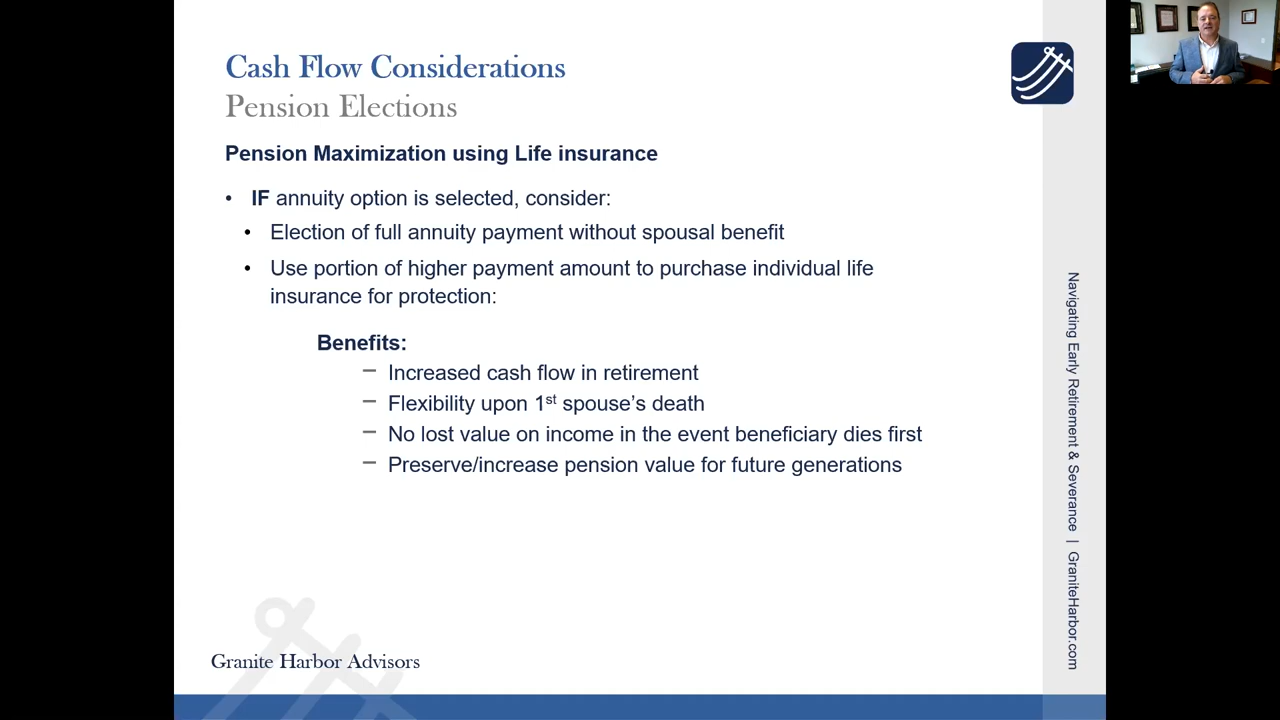 Cash Flow Considerations
Pension Elections
Pension Maximization using Life insurance
• IF annuity option is selected, consider:
• Election of full annuity payment without spousal benefit
• Use portion of higher payment amount to purchase individual life
insurance for protection:
Benefits:
– Increased cash flow in retirement
– Flexibility upon 1st spouse’s death
– No lost value on income in the event beneficiary dies first
– Preserve/increase pension value for future generations
Granite Harbor Advisors
Navigating Early Retirement & Severance | GraniteHarbor.com